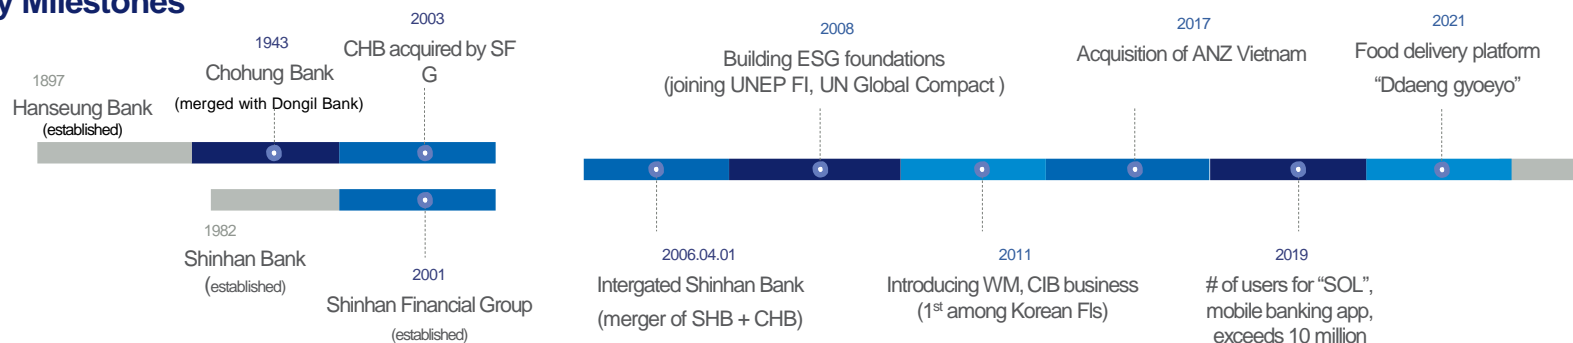 y Milestones
1897
Hanseung Bank
(established)
1943
Chohung Bank
(merged with Dongil Bank)
2003
CHB acquired by SF
G
1982
Shinhan Bank
(established)
2001
Shinhan Financial Group
(established)
2006.04.01
Intergated Shinhan Bank
(merger of SHB + CHB)
2008
Building ESG foundations
(joining UNEP FI, UN Global Compact )
2011
Introducing WM, CIB business
(1st among Korean FIs)
2017
Acquisition of ANZ Vietnam
2019
# of users for “SOL”,
mobile banking app,
exceeds 10 million
2021
Food delivery platform
“Ddaeng gyoeyo”